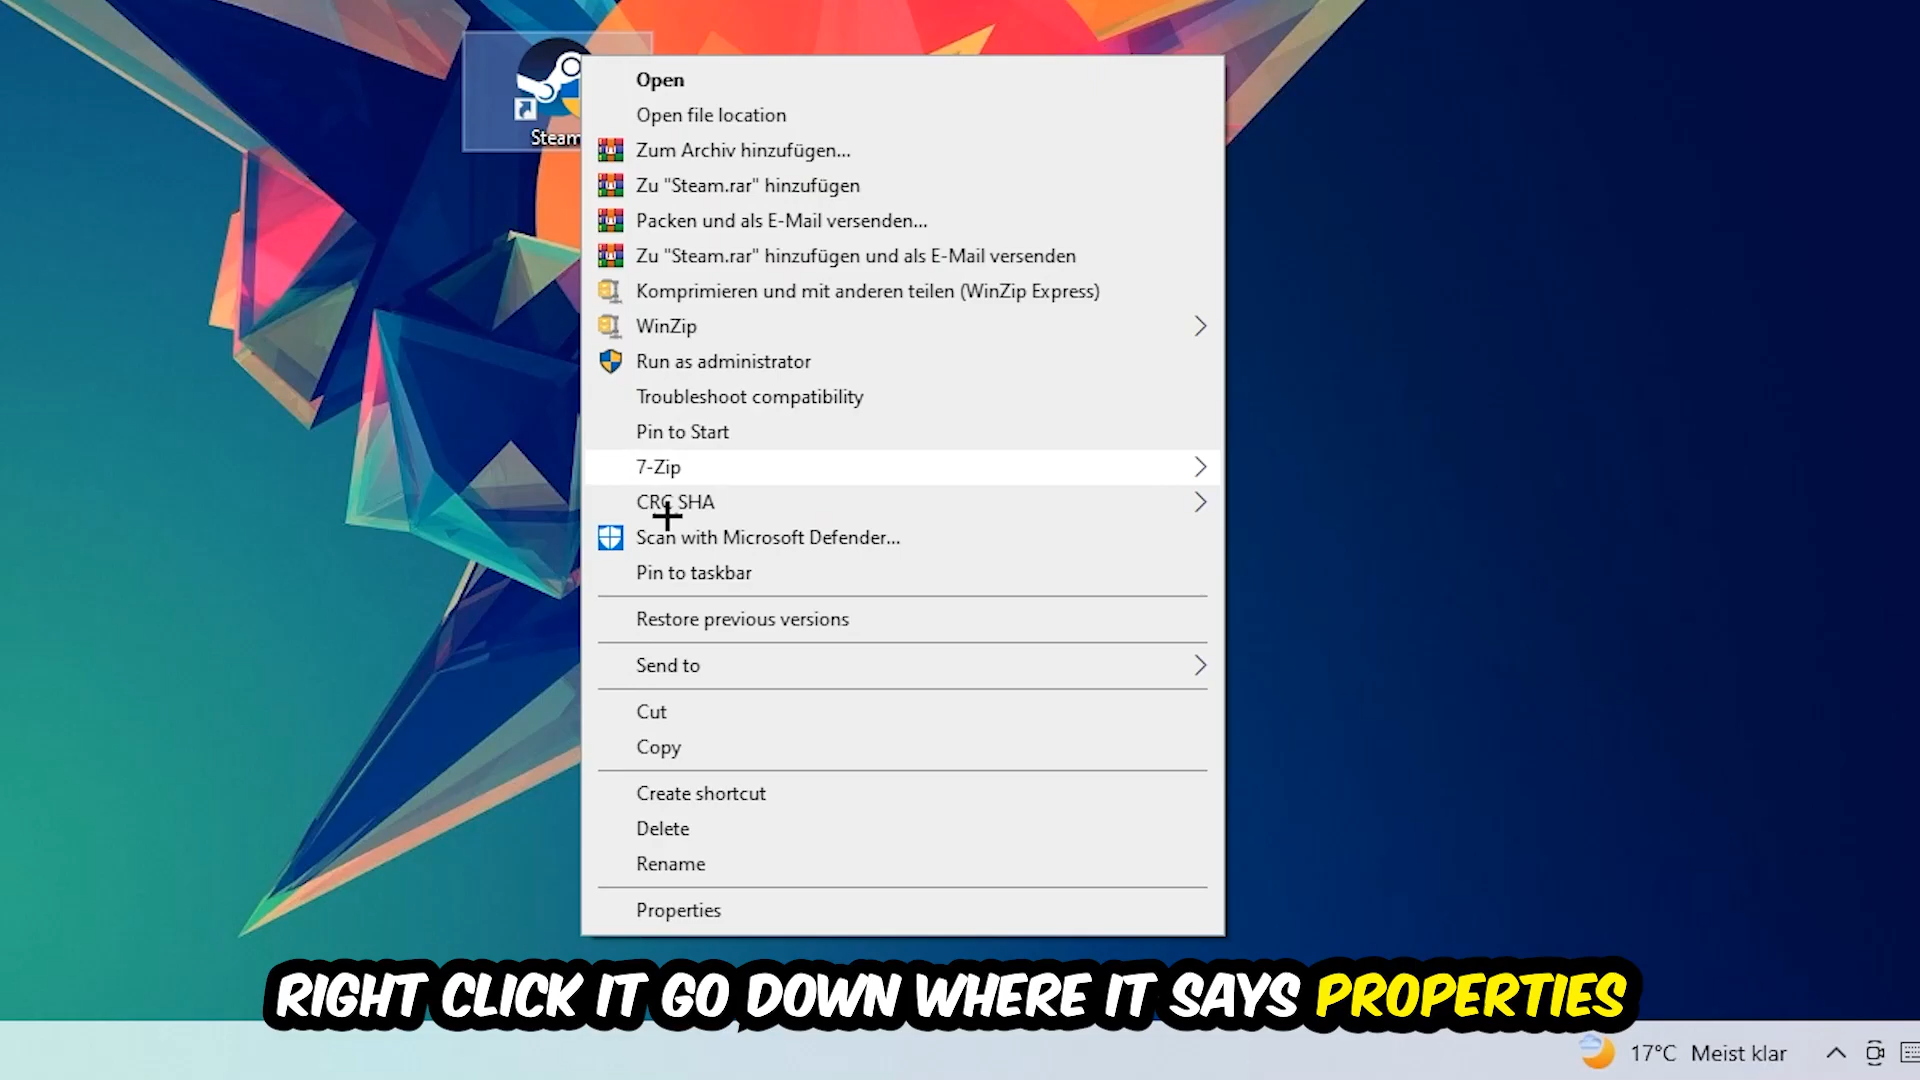 Steam
Open
Open file location
Zum Archiv hinzufügen...
Zu "Steam.rar" hinzufügen
Packen und als E-Mail versenden...
Zu "Steam.rar" hinzufügen und als E-Mail versenden
Komprimieren und mit anderen teilen (WinZip Express)
WinZip
Run as administrator
Troubleshoot compatibility
Pin to Start
7-Zip
CRC SHA
Scan with Microsoft Defender...
Pin to taskbar
Restore previous versions
Send to
Cut
Copy
Create shortcut
Delete
Rename
Properties
RIGHT CLICK IT GO DOWN WHERE IT SAYS PROPERTIES
17°C Meist klar